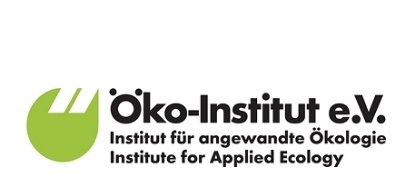 Öko-Institut e.V.
Institut für angewandte Ökologie
Institute for Applied Ecology